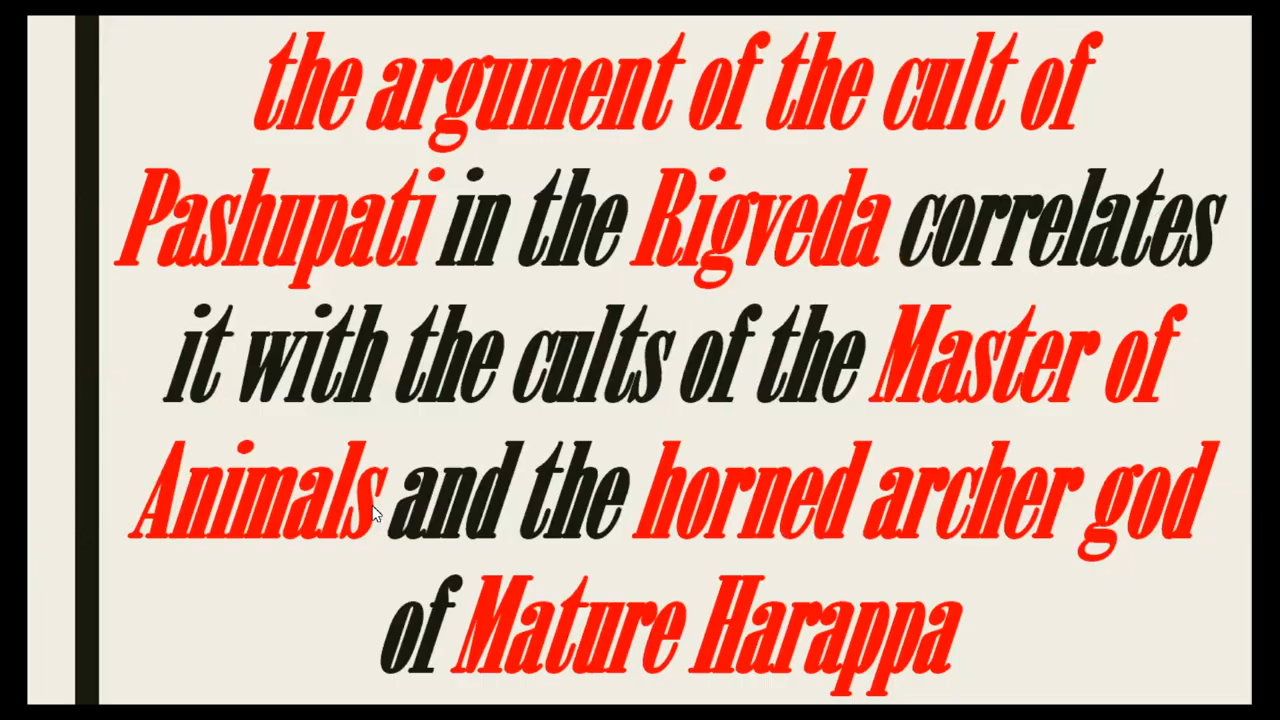 the argument of the cult of
Pashupati in the Rigveda correlates
it with the cults of the Master of
Animals and the horned archer god
of Mature Harappa